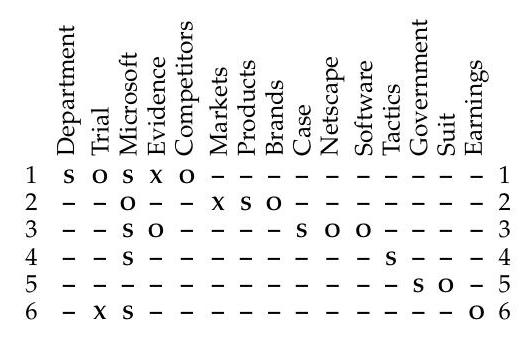 Department Trial Microsoft Evidence Competitors Markets Products Brands Case Netscape Software Tactics Government Suit Earnings
1 S O S X O – – – – – – – – – – 1
2 – – O – – X S O – – – – – – – 2
3 – – S O – – – – S O O – – – – 3
4 – – S – – – – – – – – S – – – 4
5 – – – – – – – – – – – – S O – 5
6 – X S – – – – – – – – – – – O 6